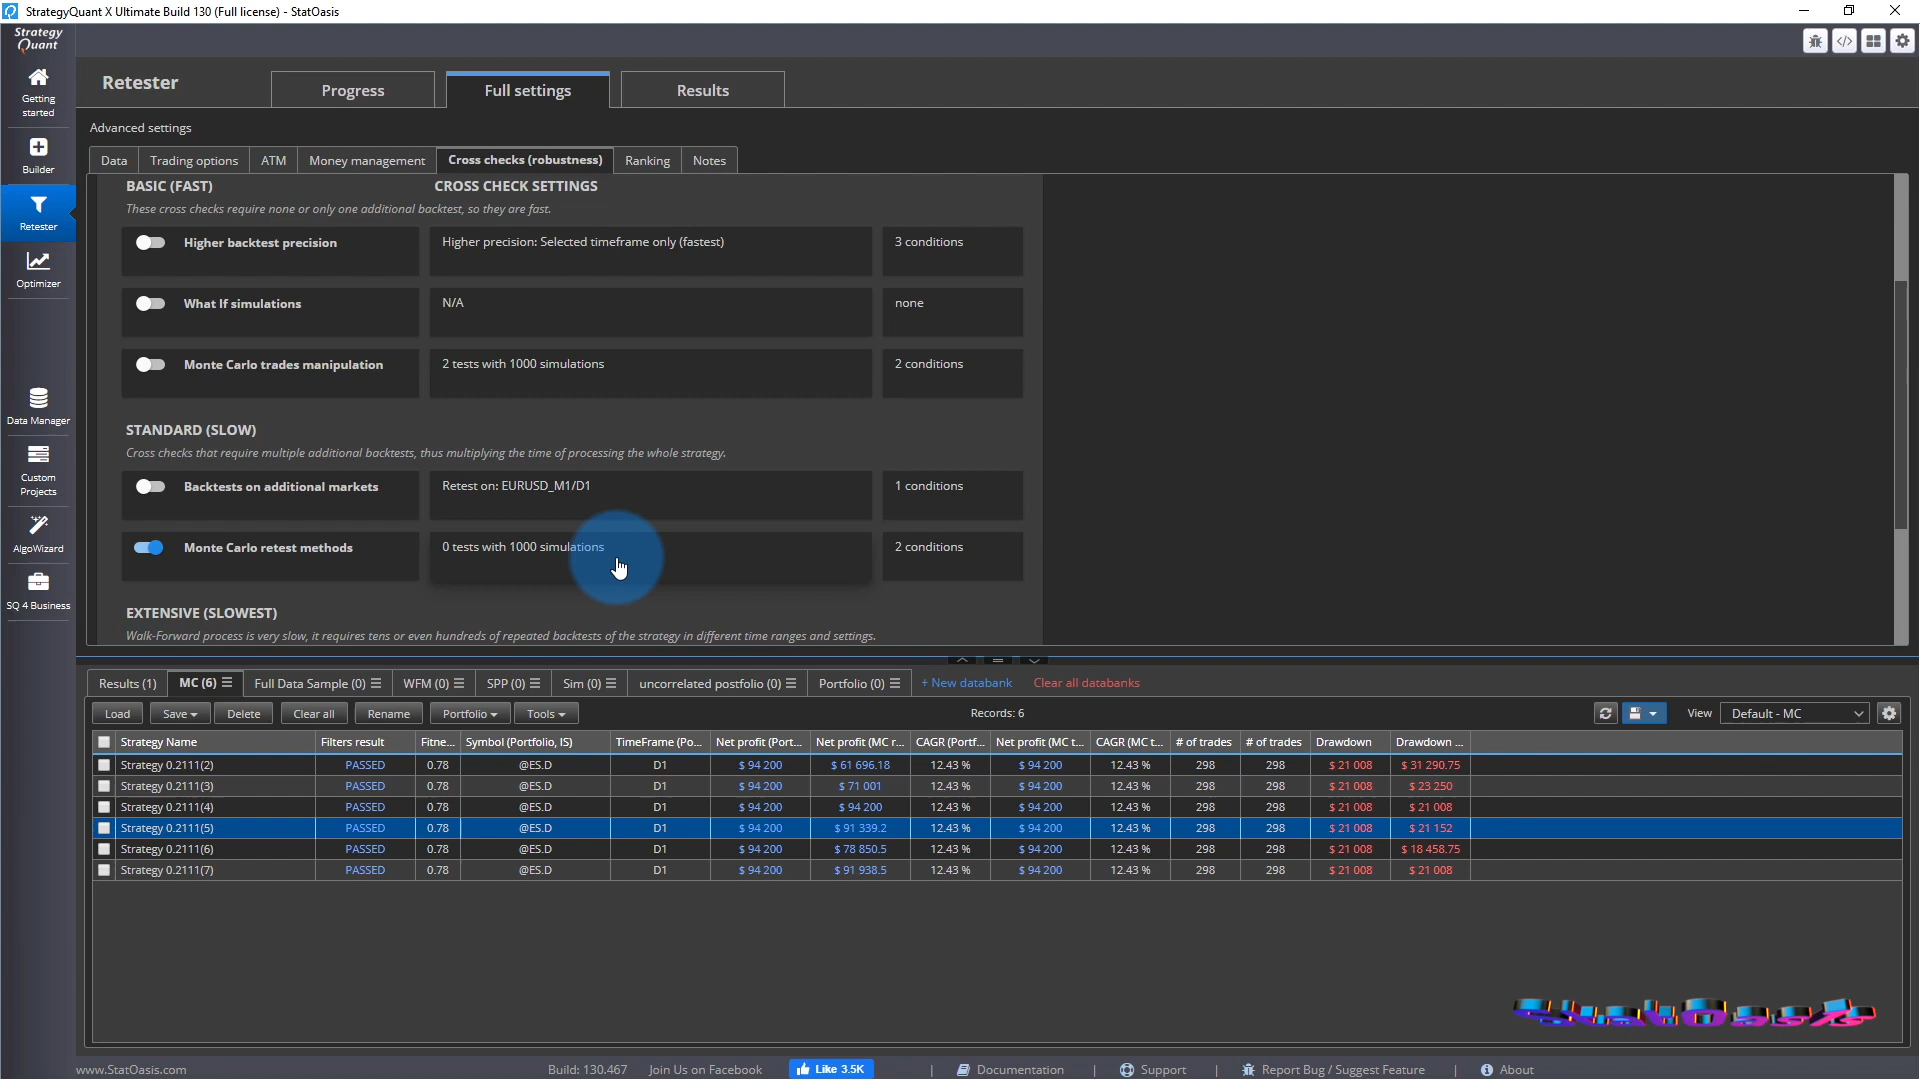 StrategyQuant X Ultimate Build 130 (Full license) - StatOasis
Strategy
Quant
Getting
started
Builder
Retester
Optimizer
Data Manager
Custom
Projects
AlgoWizard
SQ 4 Business
Retester
Progress
Full settings
Results
Advanced settings
Data
Trading options
ATM
Money management
Cross checks (robustness)
Ranking
Notes
BASIC (FAST)
CROSS CHECK SETTINGS
These cross checks require none or only one additional backtest, so they are fast.
Higher backtest precision
Higher precision: Selected timeframe only (fastest)
3 conditions
What If simulations
N/A
none
Monte Carlo trades manipulation
2 tests with 1000 simulations
2 conditions
STANDARD (SLOW)
Cross checks that require multiple additional backtests, thus multiplying the time of processing the whole strategy.
Backtests on additional markets
Retest on: EURUSD_M1/D1
1 conditions
Monte Carlo retest methods
0 tests with 1000 simulations
2 conditions
EXTENSIVE (SLOWEST)
Walk-Forward process is very slow, it requires tens or even hundreds of repeated backtests of the strategy in different time ranges and settings.
Results (1) MC (6) Full Data Sample (0) WFM (0) SPP (0) Sim (0) uncorrelated postfolio (0) Portfolio (0) + New databank Clear all databanks
Load Save Delete Clear all Rename Portfolio Tools Records: 6 View Default - MC
Strategy Name Filters result Fitne... Symbol (Portfolio, IS) TimeFrame (Po... Net profit (Port... Net profit (MC r... CAGR (Portf... Net profit (MC t... CAGR (MC t... # of trades # of trades Drawdown Drawdown ...
Strategy 0.2111(2) PASSED 0.78 @ES.D D1 $ 94 200 $ 61 696.18 12.43 % $ 94 200 12.43 % 298 298 $ 21 008 $ 31 290.75
Strategy 0.2111(3) PASSED 0.78 @ES.D D1 $ 94 200 $ 71 001 12.43 % $ 94 200 12.43 % 298 298 $ 21 008 $ 23 250
Strategy 0.2111(4) PASSED 0.78 @ES.D D1 $ 94 200 $ 94 200 12.43 % $ 94 200 12.43 % 298 298 $ 21 008 $ 21 008
Strategy 0.2111(5) PASSED 0.78 @ES.D D1 $ 94 200 $ 91 339.2 12.43 % $ 94 200 12.43 % 298 298 $ 21 008 $ 21 152
Strategy 0.2111(6) PASSED 0.78 @ES.D D1 $ 94 200 $ 78 850.5 12.43 % $ 94 200 12.43 % 298 298 $ 21 008 $ 18 458.75
Strategy 0.2111(7) PASSED 0.78 @ES.D D1 $ 94 200 $ 91 938.5 12.43 % $ 94 200 12.43 % 298 298 $ 21 008 $ 21 008
StatOasis
www.StatOasis.com Build: 130.467 Join Us on Facebook Like 3.5K | Documentation | Support | Report Bug / Suggest Feature | About